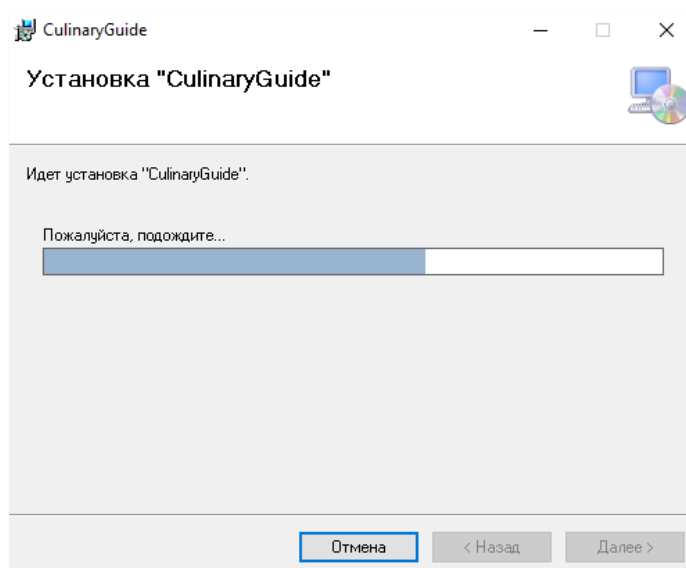 CulinaryGuide
Установка "CulinaryGuide"
Идет установка "CulinaryGuide".
Пожалуйста, подождите...
Отмена
< Назад
Далее >